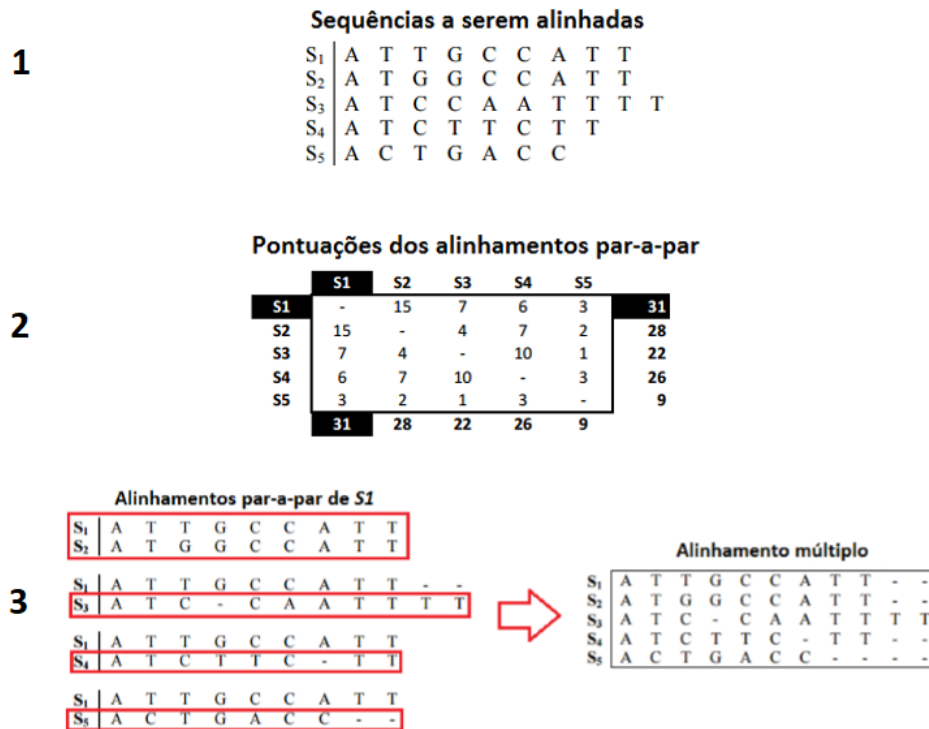 Sequências a serem alinhadas
1
S1 A T T G C C A T T
S2 A T G G C C A T T
S3 A T C C A A T T T T
S4 A T C T T C T T
S5 A C T G A C C
Pontuações dos alinhamentos par-a-par
2
S1 S2 S3 S4 S5
S1 - 15 7 6 3 31
S2 15 - 4 7 2 28
S3 7 4 - 10 1 22
S4 6 7 10 - 3 26
S5 3 2 1 3 - 9
31 28 22 26 9
3
Alinhamentos par-a-par de S1
S1 A T T G C C A T T
S2 A T G G C C A T T
S1 A T T G C C A T T - -
S3 A T C - C A A T T T T
S1 A T T G C C A T T
S4 A T C T T C - T T
S1 A T T G C C A T T
S5 A C T G A C C - -
Alinhamento múltiplo
S1 A T T G C C A T T - -
S2 A T G G C C A T T - -
S3 A T C - C A A T T T T
S4 A T C T T C - T T - -
S5 A C T G A C C - - - -